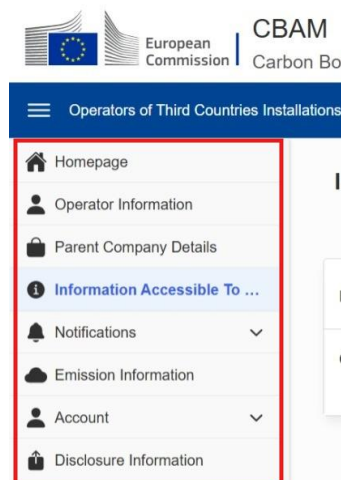 European
Commission
CBAM
Carbon Bo
Operators of Third Countries Installations
Homepage
Operator Information
Parent Company Details
Information Accessible To ...
Notifications
Emission Information
Account
Disclosure Information